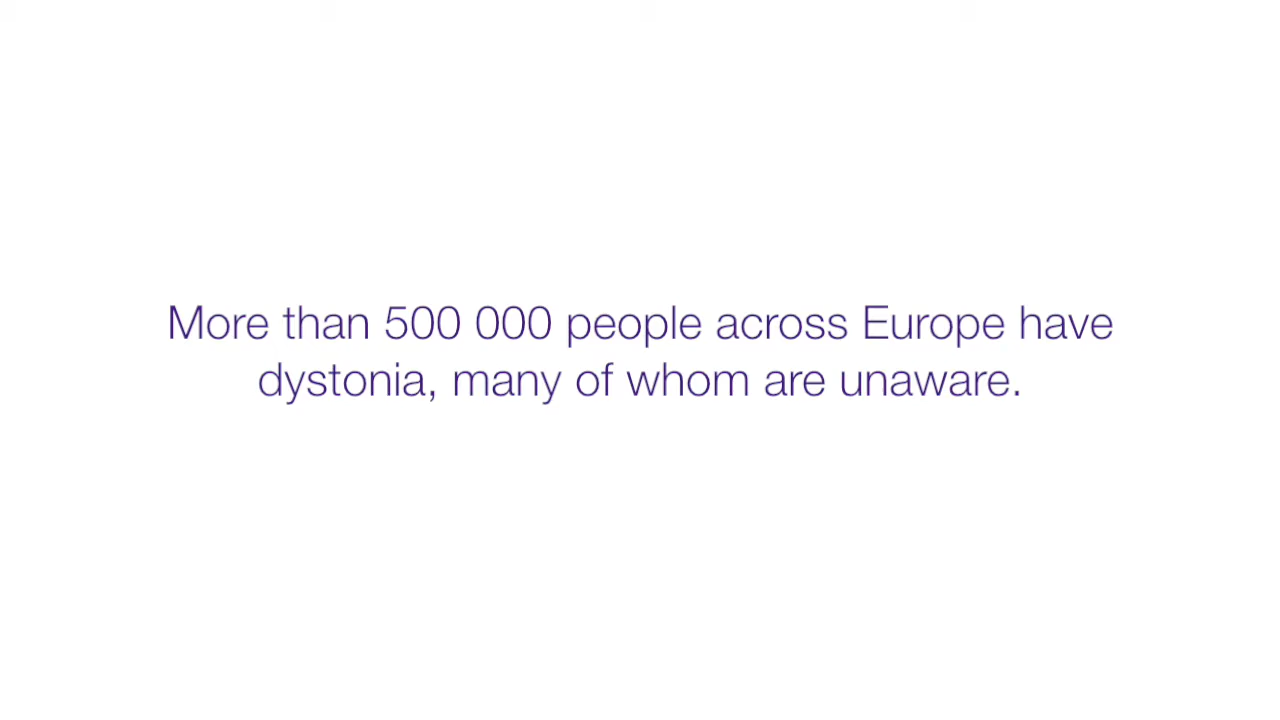 More than 500 000 people across Europe have
dystonia, many of whom are unaware.